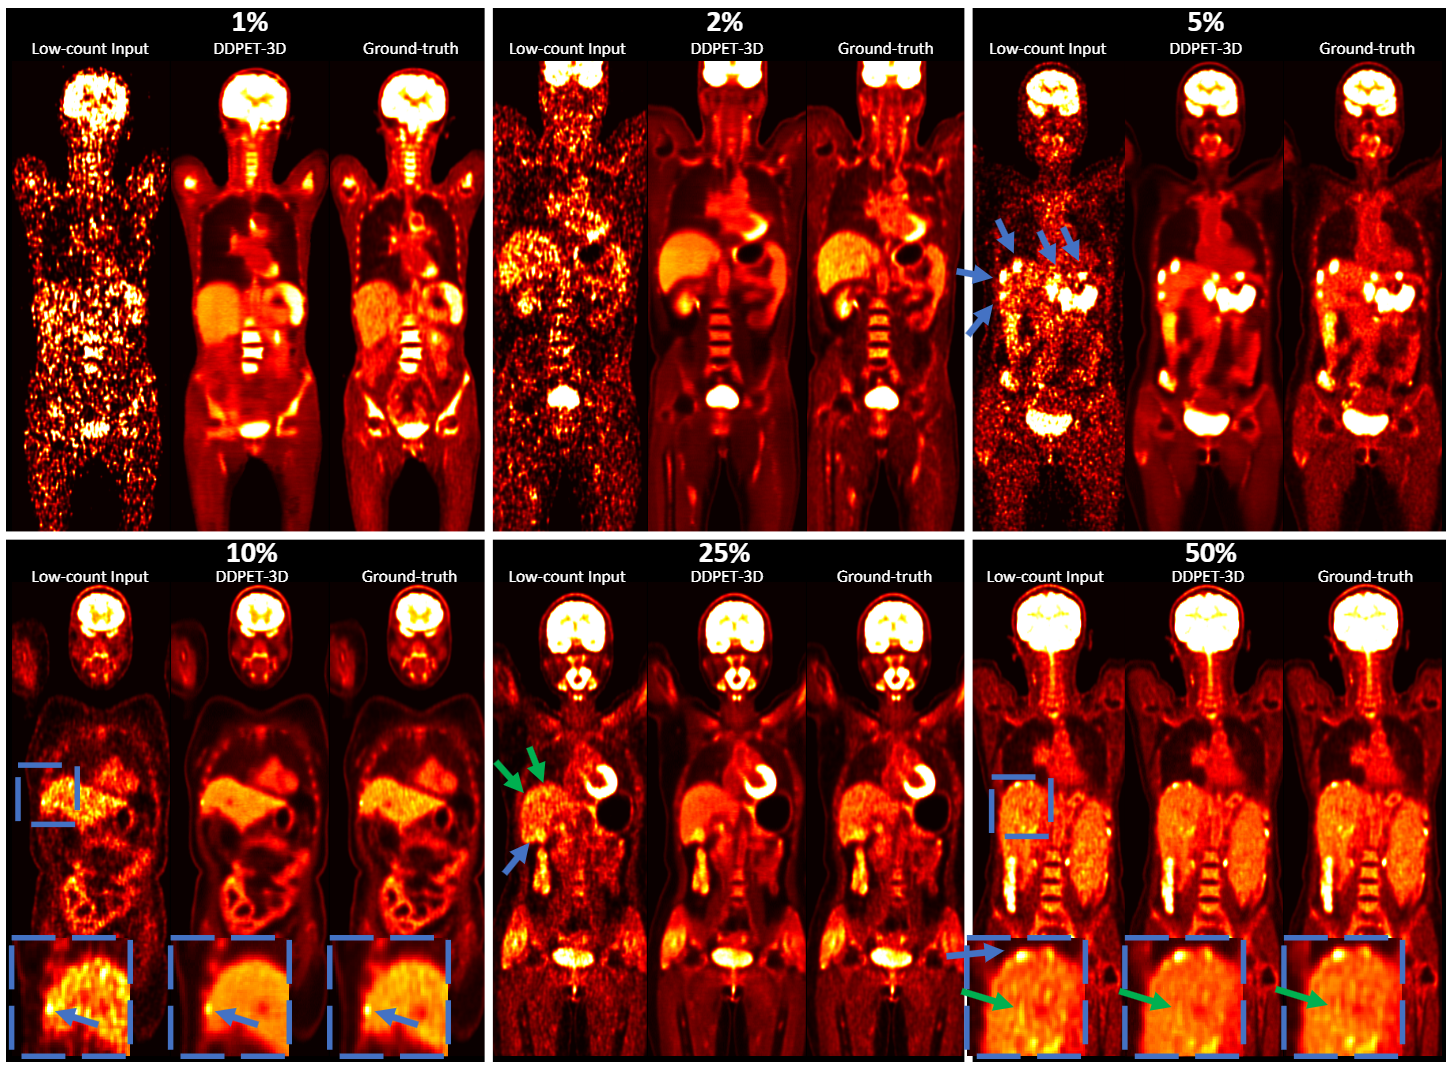 1%
Low-count Input DDPET-3D Ground-truth
2%
Low-count Input DDPET-3D Ground-truth
5%
Low-count Input DDPET-3D Ground-truth
10%
Low-count Input DDPET-3D Ground-truth
25%
Low-count Input DDPET-3D Ground-truth
50%
Low-count Input DDPET-3D Ground-truth